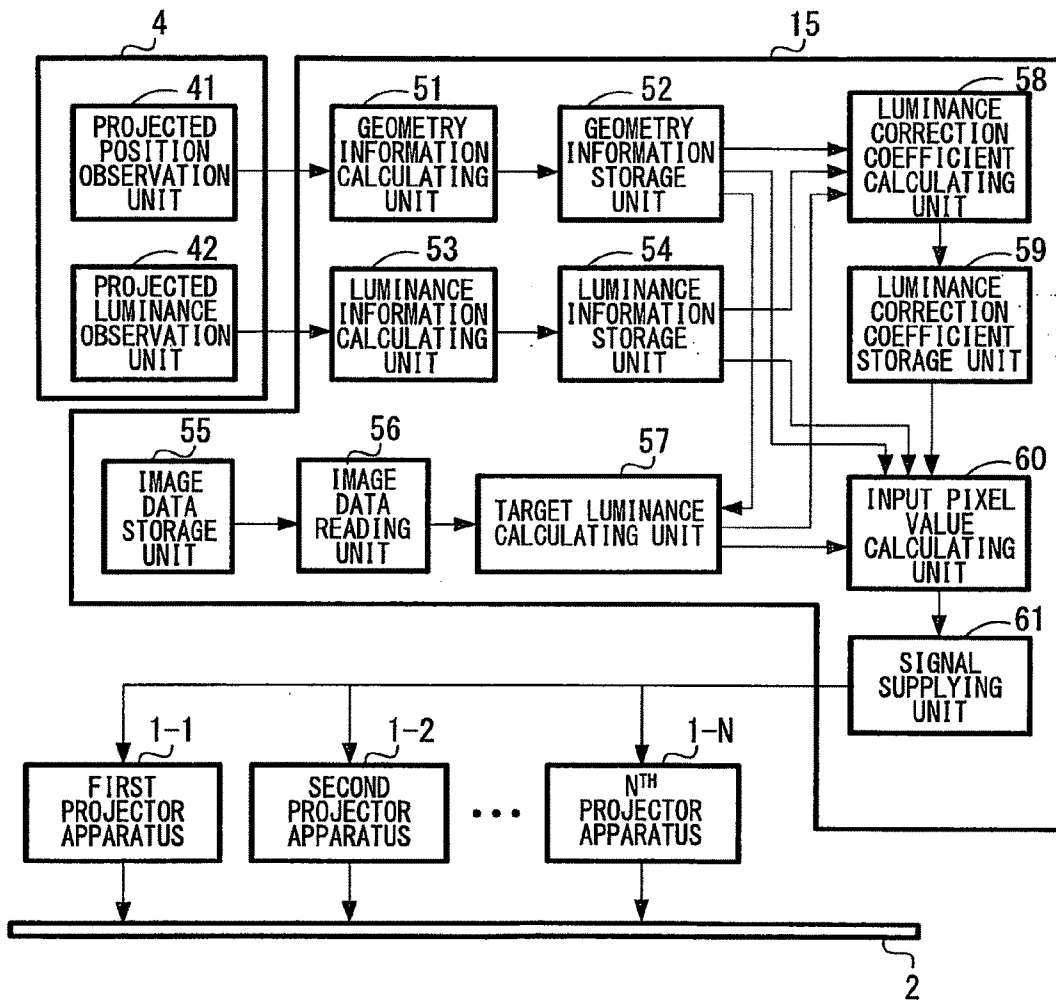 4
15
41
PROJECTED
POSITION
OBSERVATION
UNIT
51
GEOMETRY
INFORMATION
CALCULATING
UNIT
52
GEOMETRY
INFORMATION
STORAGE
UNIT
58
LUMINANCE
CORRECTION
COEFFICIENT
CALCULATING
UNIT
42
PROJECTED
LUMINANCE
OBSERVATION
UNIT
53
LUMINANCE
INFORMATION
CALCULATING
UNIT
54
LUMINANCE
INFORMATION
STORAGE
UNIT
59
LUMINANCE
CORRECTION
COEFFICIENT
STORAGE UNIT
55
IMAGE
DATA
STORAGE
UNIT
56
IMAGE
DATA
READING
UNIT
57
TARGET LUMINANCE
CALCULATING UNIT
60
INPUT PIXEL
VALUE
CALCULATING
UNIT
61
SIGNAL
SUPPLYING
UNIT
1-1
FIRST
PROJECTOR
APPARATUS
1-2
SECOND
PROJECTOR
APPARATUS
•••
1-N
NTH
PROJECTOR
APPARATUS
2